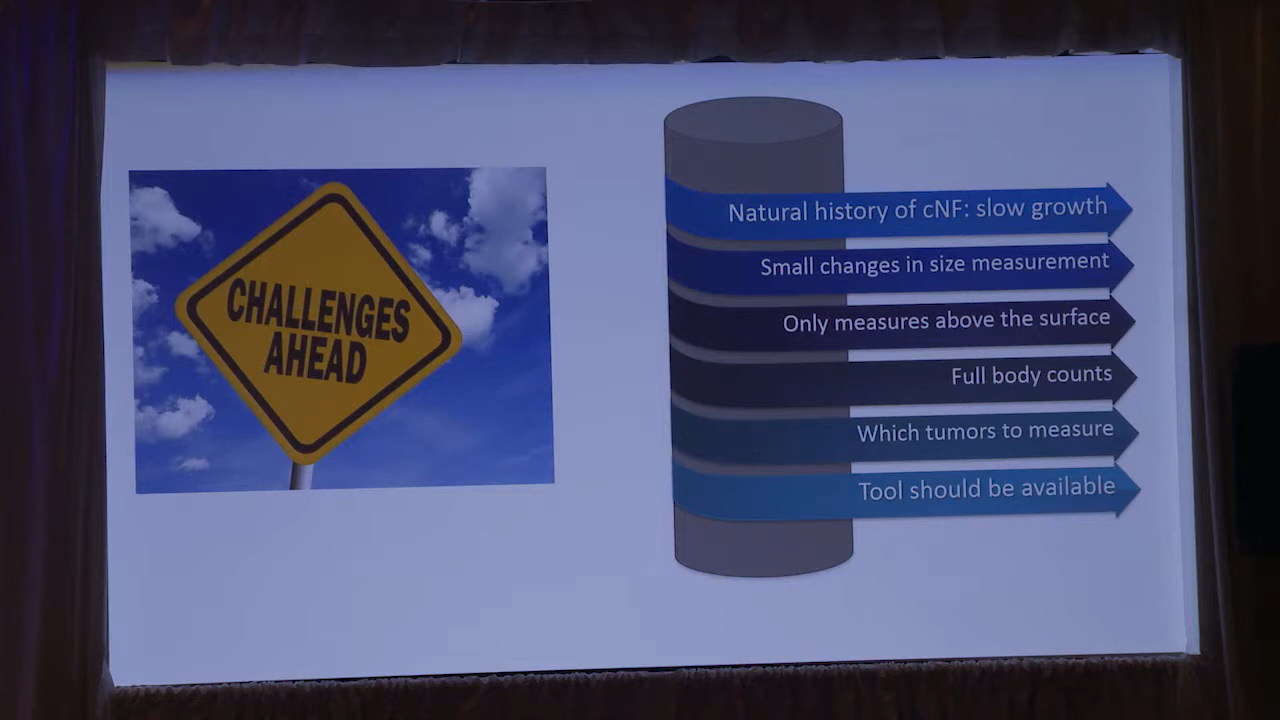 CHALLENGES
AHEAD
Natural history of cNF: slow growth
Small changes in size measurement
Only measures above the surface
Full body counts
Which tumors to measure
Tool should be available